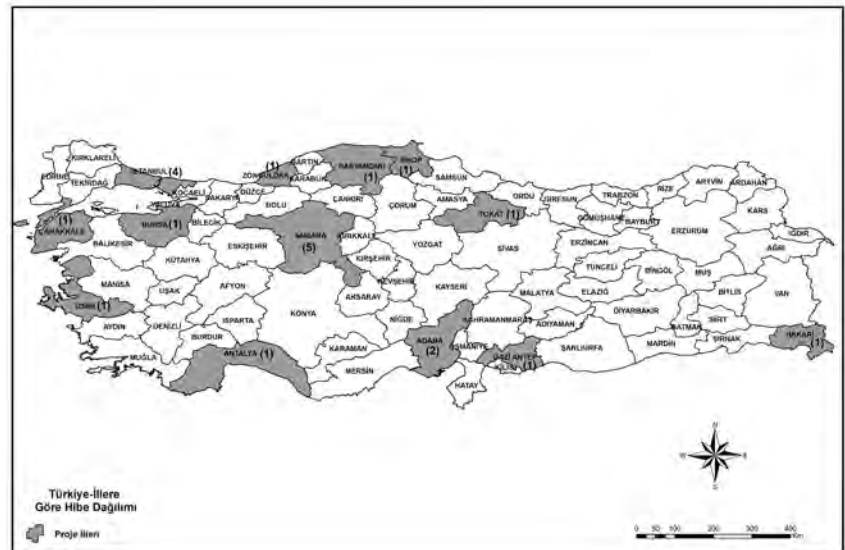 KIRKLARELİ
EDİRNE
TEKİRDAĞ
İSTANBUL (4)
KOCAELİ
YALOVA
SAKARYA
DÜZCE
(1)
ZONGULDAK
BARTIN
KARABÜK
KASTAMONU
(1)
SİNOP
(1)
SAMSUN
ORDU
GİRESUN
TRABZON
RİZE
ARTVİN
ARDAHAN
KARS
IĞDIR
AĞRI
(1)
ÇANAKKALE
BALIKESİR
BURSA (1)
BİLECİK
BOLU
ÇANKIRI
ÇORUM
AMASYA
TOKAT (1)
GÜMÜŞHANE
BAYBURT
ERZURUM
ERZİNCAN
ESKİŞEHİR
ANKARA
(5)
KIRIKKALE
YOZGAT
SİVAS
KÜTAHYA
KIRŞEHİR
NEVŞEHİR
KAYSERİ
TUNCELİ
BİNGÖL
MUŞ
BİTLİS
VAN
MANİSA
İZMİR (1)
UŞAK
AFYON
AKSARAY
KONYA
NİĞDE
MALATYA
ELAZIĞ
DİYARBAKIR
BATMAN
SİİRT
ŞIRNAK
HAKKARİ
(1)
AYDIN
DENİZLİ
ISPARTA
BURDUR
MUĞLA
ANTALYA (1)
KARAMAN
MERSİN
ADANA
(2)
OSMANİYE
KAHRAMANMARAŞ
ADIYAMAN
GAZİANTEP
(1)
KİLİS
ŞANLIURFA
MARDİN
HATAY
N
W
E
S
Türkiye-İllere
Göre Hibe Dağılımı
Proje İlleri
0 50 100 200 300 400
Km